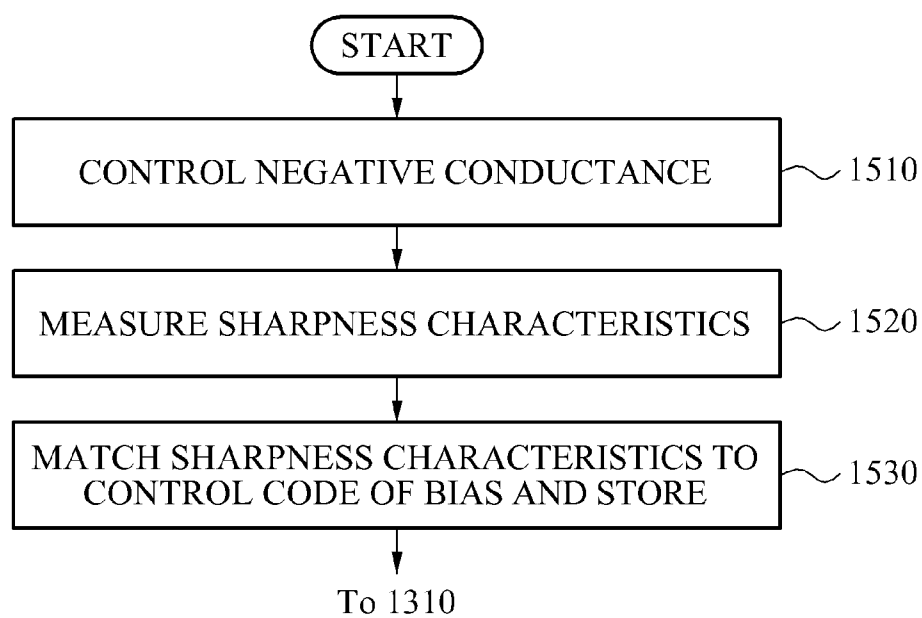 START
CONTROL NEGATIVE CONDUCTANCE
1510
MEASURE SHARPNESS CHARACTERISTICS
1520
MATCH SHARPNESS CHARACTERISTICS TO
CONTROL CODE OF BIAS AND STORE
1530
To 1310